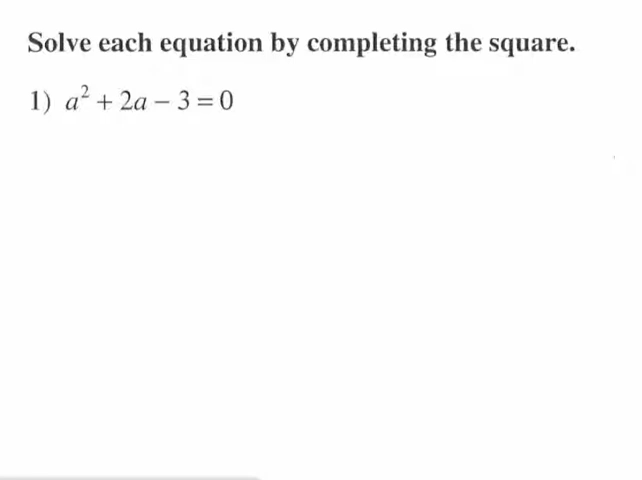 Solve each equation by completing the square.
1) a² + 2a − 3 = 0